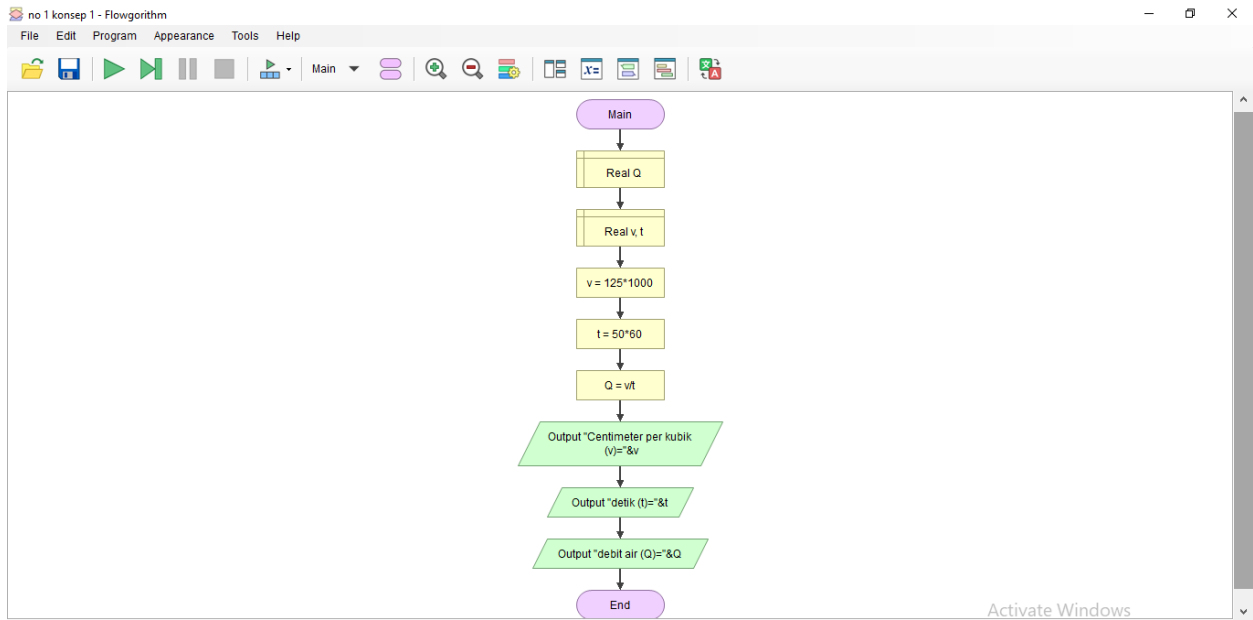 no 1 konsep 1 - Flowgorithm
File Edit Program Appearance Tools Help
Main
Main
Real Q
Real v, t
v = 125*1000
t = 50*60
Q = v/t
Output "Centimeter per kubik
(v)="&v
Output "detik (t)="&t
Output "debit air (Q)="&Q
End
Activate Windows